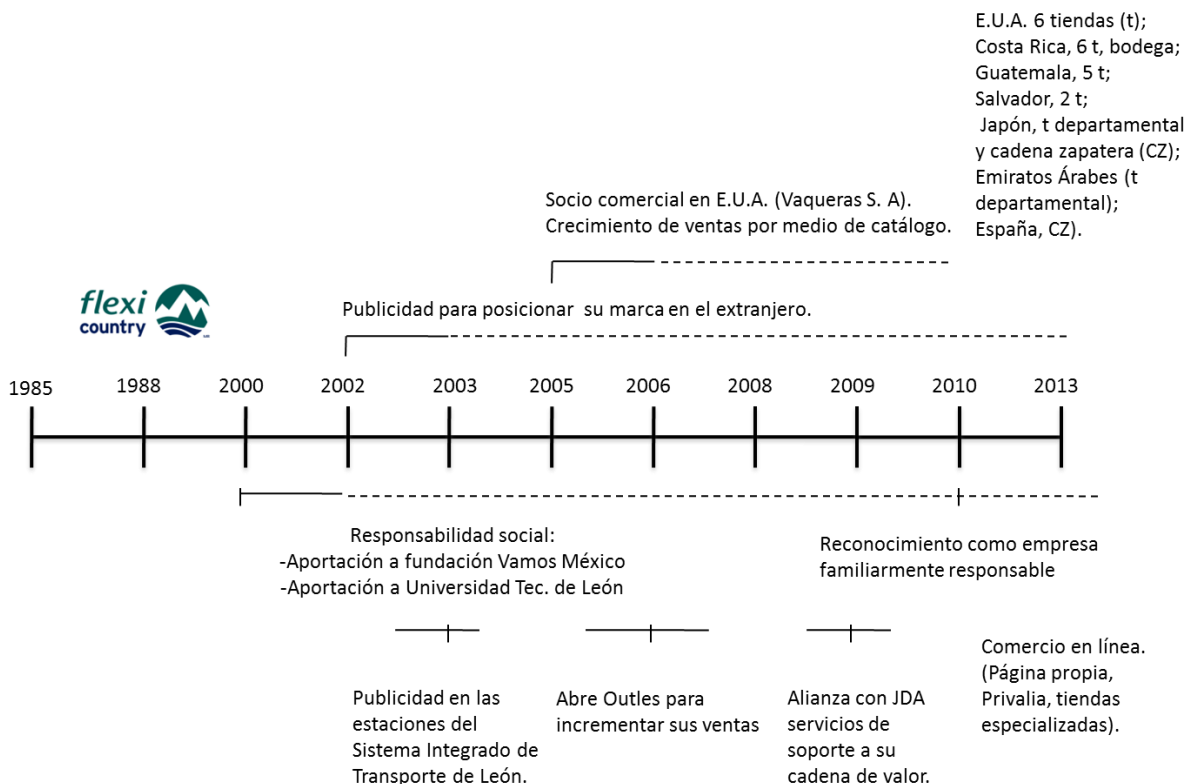 E.U.A. 6 tiendas (t);
Costa Rica, 6 t, bodega;
Guatemala, 5 t;
Salvador, 2 t;
Japón, t departamental
y cadena zapatera (CZ);
Emiratos Árabes (t
departamental);
España, CZ).
Socio comercial en E.U.A. (Vaqueras S. A).
Crecimiento de ventas por medio de catálogo.
flexi
country
Publicidad para posicionar su marca en el extranjero.
1985 1988 2000 2002 2003 2005 2006 2008 2009 2010 2013
Responsabilidad social:
-Aportación a fundación Vamos México
-Aportación a Universidad Tec. de León
Reconocimiento como empresa
familiarmente responsable
Publicidad en las
estaciones del
Sistema Integrado de
Transporte de León.
Abre Outles para
incrementar sus ventas
Alianza con JDA
servicios de
soporte a su
cadena de valor.
Comercio en línea.
(Página propia,
Privalia, tiendas
especializadas).